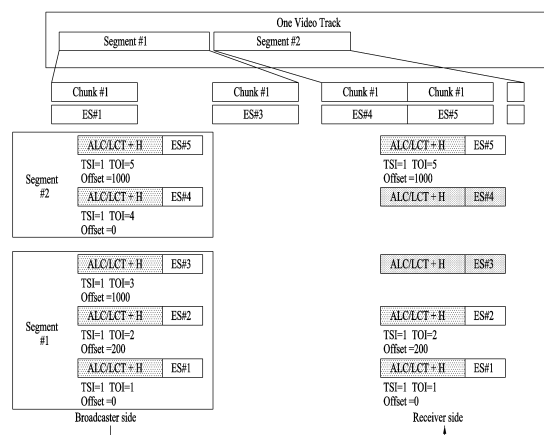 One Video Track
Segment #1 Segment #2
Chunk #1 Chunk #1 Chunk #1 Chunk #1
ES#1 ES#3 ES#4 ES#5
Segment #2
ALC/LCT + H ES#5
TSI=1 TOI=5
Offset =1000
ALC/LCT + H ES#4
TSI=1 TOI=4
Offset =0
Segment #1
ALC/LCT + H ES#3
TSI=1 TOI=3
Offset =1000
ALC/LCT + H ES#2
TSI=1 TOI=2
Offset =200
ALC/LCT + H ES#1
TSI=1 TOI=1
Offset =0
Broadcaster side
ALC/LCT + H ES#5
TSI=1 TOI=5
Offset =1000
ALC/LCT + H ES#4
ALC/LCT + H ES#3
ALC/LCT + H ES#2
TSI=1 TOI=2
Offset =200
ALC/LCT + H ES#1
TSI=1 TOI=1
Offset =0
Receiver side